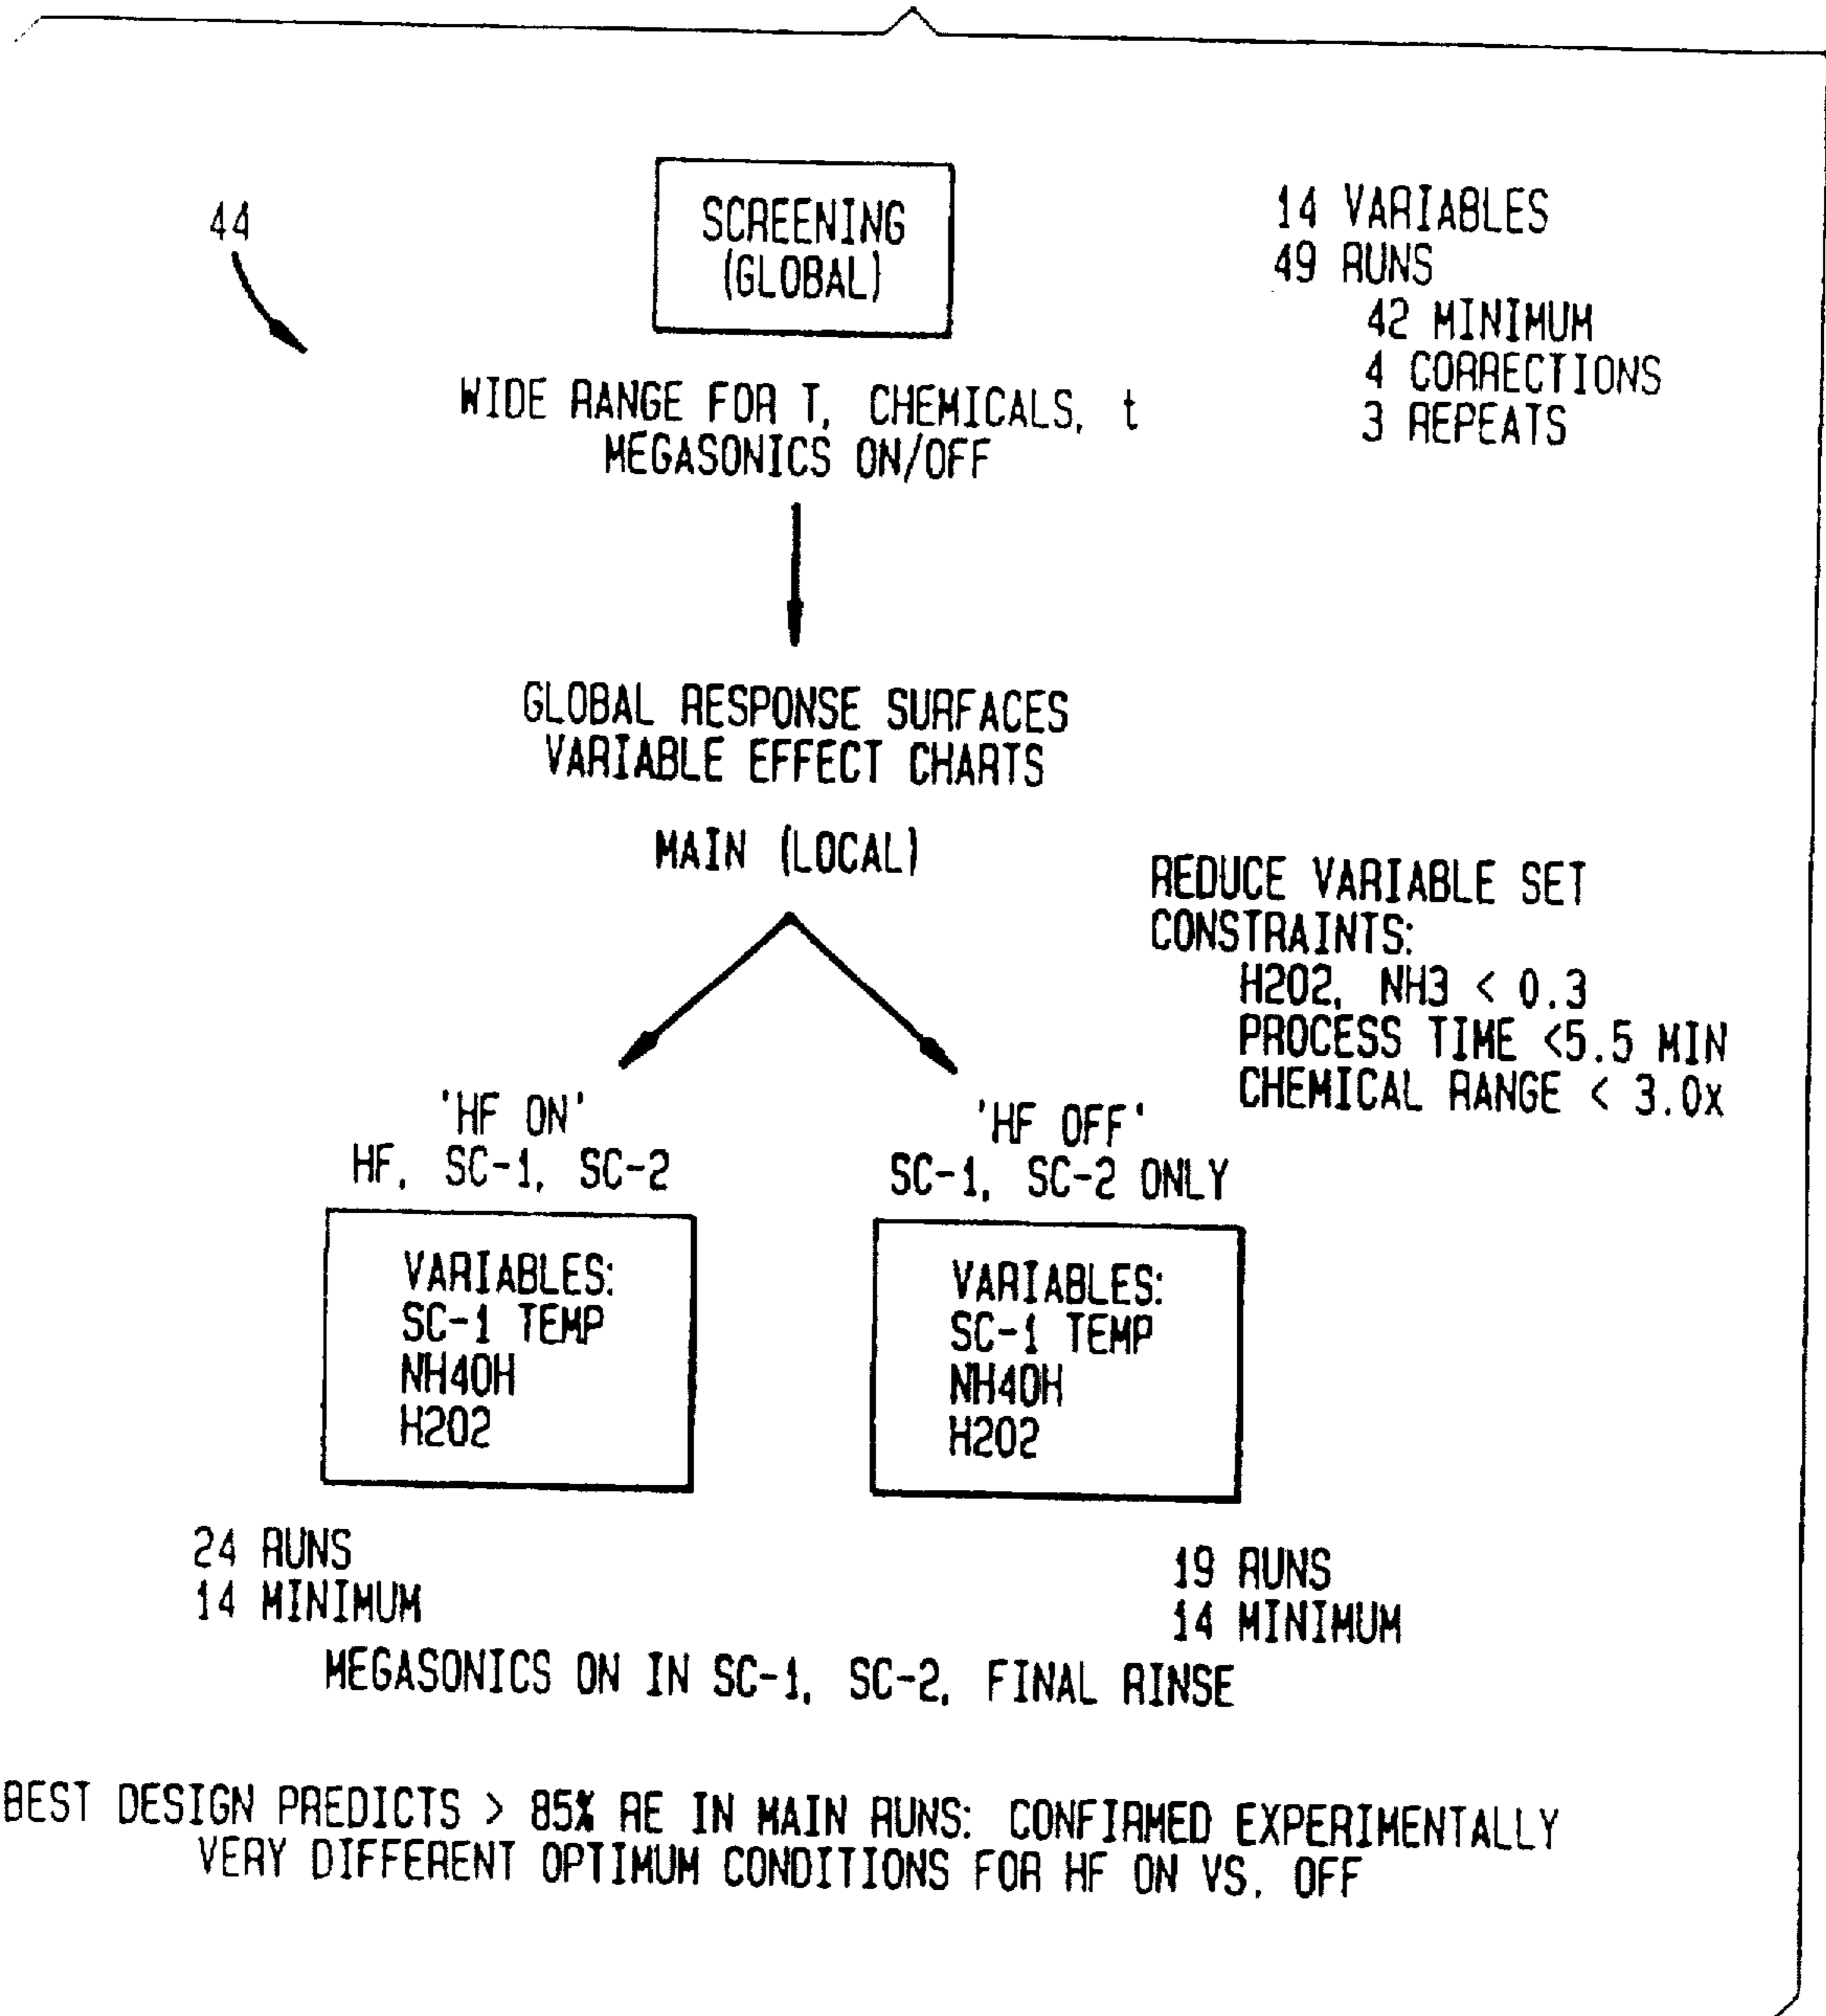 44
SCREENING
(GLOBAL)
14 VARIABLES
49 RUNS
42 MINIMUM
4 CORRECTIONS
3 REPEATS
WIDE RANGE FOR T, CHEMICALS, t
MEGASONICS ON/OFF
GLOBAL RESPONSE SURFACES
VARIABLE EFFECT CHARTS
MAIN (LOCAL)
REDUCE VARIABLE SET
CONSTRAINTS:
H2O2, NH3 < 0.3
PROCESS TIME <5.5 MIN
CHEMICAL RANGE < 3.0x
'HF ON'
HF, SC-1, SC-2
VARIABLES:
SC-1 TEMP
NH4OH
H2O2
24 RUNS
14 MINIMUM
'HF OFF'
SC-1, SC-2 ONLY
VARIABLES:
SC-1 TEMP
NH4OH
H2O2
19 RUNS
14 MINIMUM
MEGASONICS ON IN SC-1, SC-2, FINAL RINSE
BEST DESIGN PREDICTS > 85% RE IN MAIN RUNS: CONFIRMED EXPERIMENTALLY
VERY DIFFERENT OPTIMUM CONDITIONS FOR HF ON VS. OFF